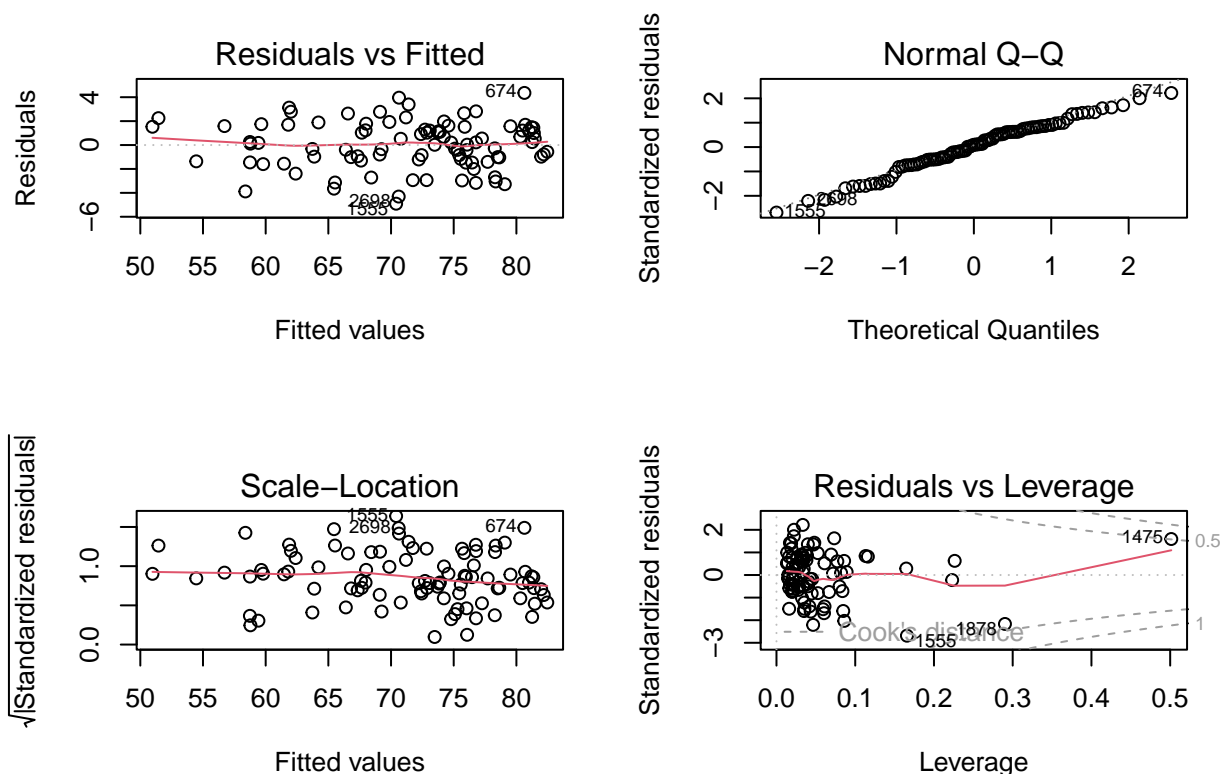 Residuals vs Fitted
Residuals
4
0
−6
674
2698
1555
50 55 60 65 70 75 80
Fitted values
Normal Q−Q
Standardized residuals
2
0
−2
674
2698
1555
−2 −1 0 1 2
Theoretical Quantiles
Scale−Location
√|Standardized residuals|
1.0
0.0
1555
2698
674
50 55 60 65 70 75 80
Fitted values
Residuals vs Leverage
Standardized residuals
2
0
−3
1475
0.5
1
1878
1555
Cook's distance
0.0 0.1 0.2 0.3 0.4 0.5
Leverage